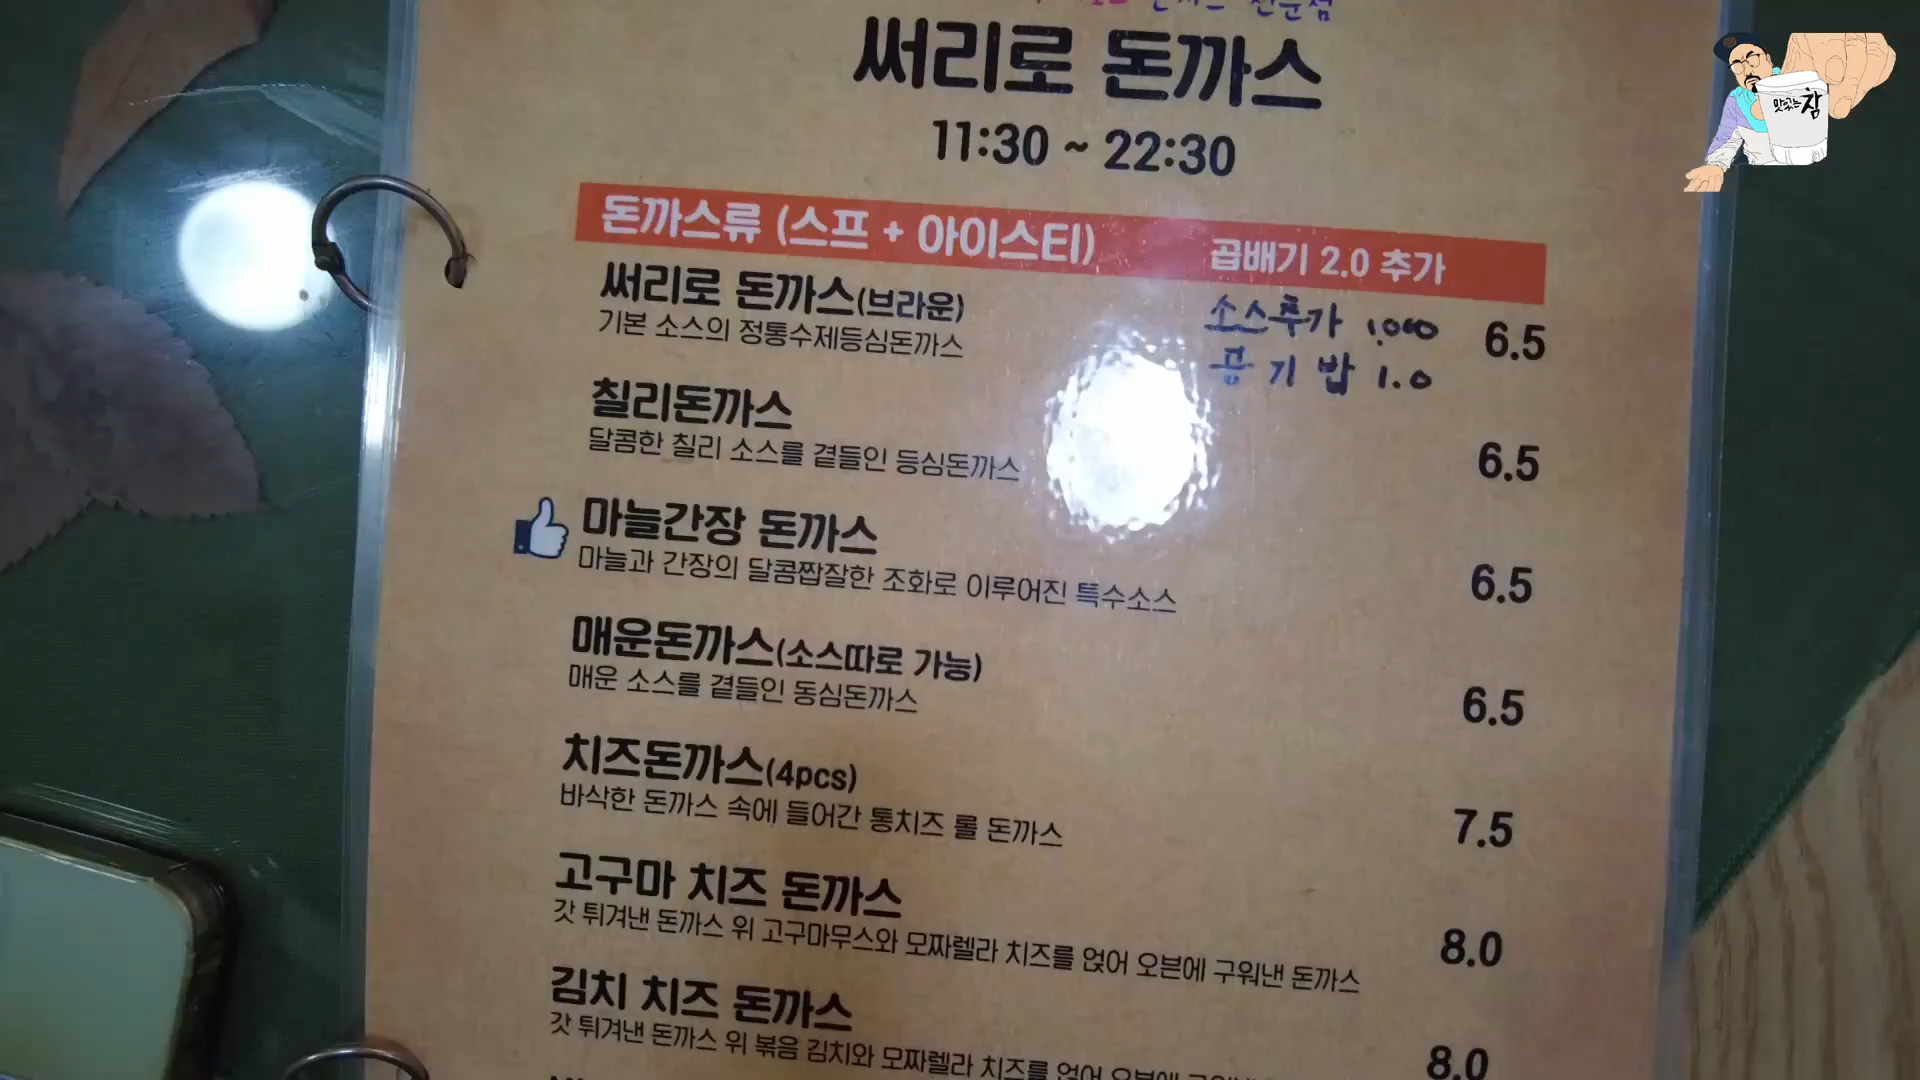 써리로 돈까스
11:30 ~ 22:30
돈까스류 (스프 + 아이스티) 곱배기 2.0 추가
써리로 돈까스(브라운) 6.5
기본 소스의 정통수제등심돈까스
소스추가 1.000
공기밥 1.0
칠리돈까스 6.5
달콤한 칠리 소스를 곁들인 등심돈까스
마늘간장 돈까스 6.5
마늘과 간장의 달콤짭잘한 조화로 이루어진 특수소스
매운돈까스(소스따로 가능) 6.5
매운 소스를 곁들인 동심돈까스
치즈돈까스(4pcs) 7.5
바삭한 돈까스 속에 들어간 통치즈 롤 돈까스
고구마 치즈 돈까스 8.0
갓 튀겨낸 돈까스 위 고구마무스와 모짜렐라 치즈를 얹어 오븐에 구워낸 돈까스
김치 치즈 돈까스 8.0
갓 튀겨낸 돈까스 위 볶음 김치와 모짜렐라 치즈를 얹어 오븐에
맛있는 참